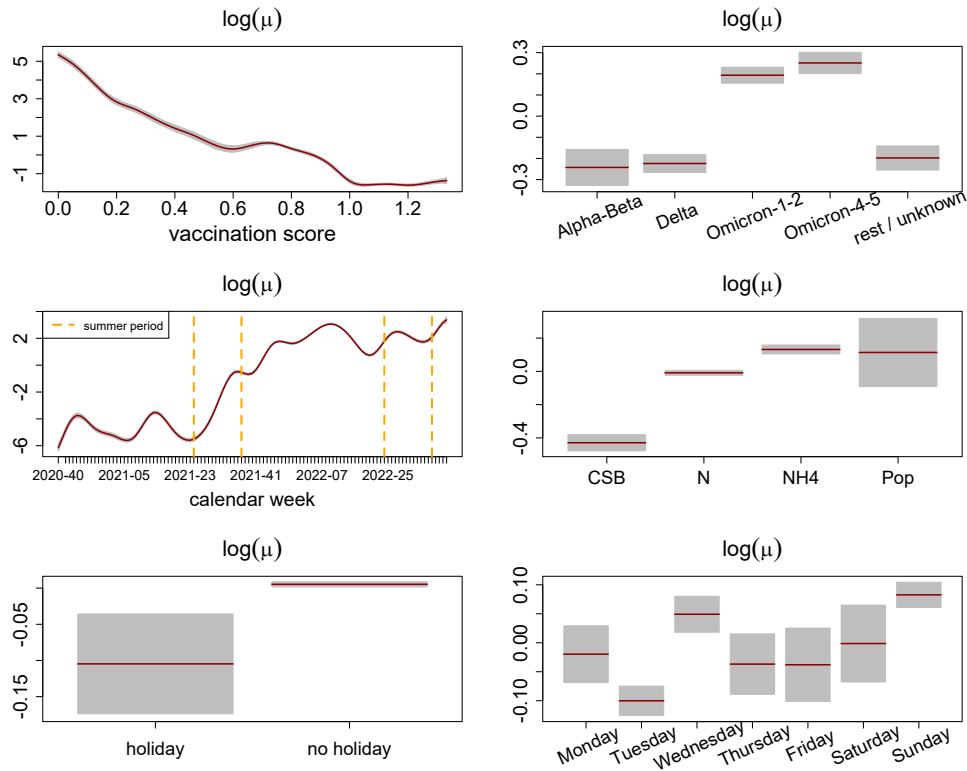 log(μ)
5
3
1
-1
0.0 0.2 0.4 0.6 0.8 1.0 1.2
vaccination score
log(μ)
0.3
0.0
-0.3
Alpha-Beta Delta Omicron-1-2 Omicron-4-5 rest / unknown
log(μ)
summer period
2
-2
-6
2020-40 2021-05 2021-23 2021-41 2022-07 2022-25
calendar week
log(μ)
0.0
-0.4
CSB N NH4 Pop
log(μ)
-0.05
-0.15
holiday no holiday
log(μ)
0.10
0.00
-0.10
Monday Tuesday Wednesday Thursday Friday Saturday Sunday